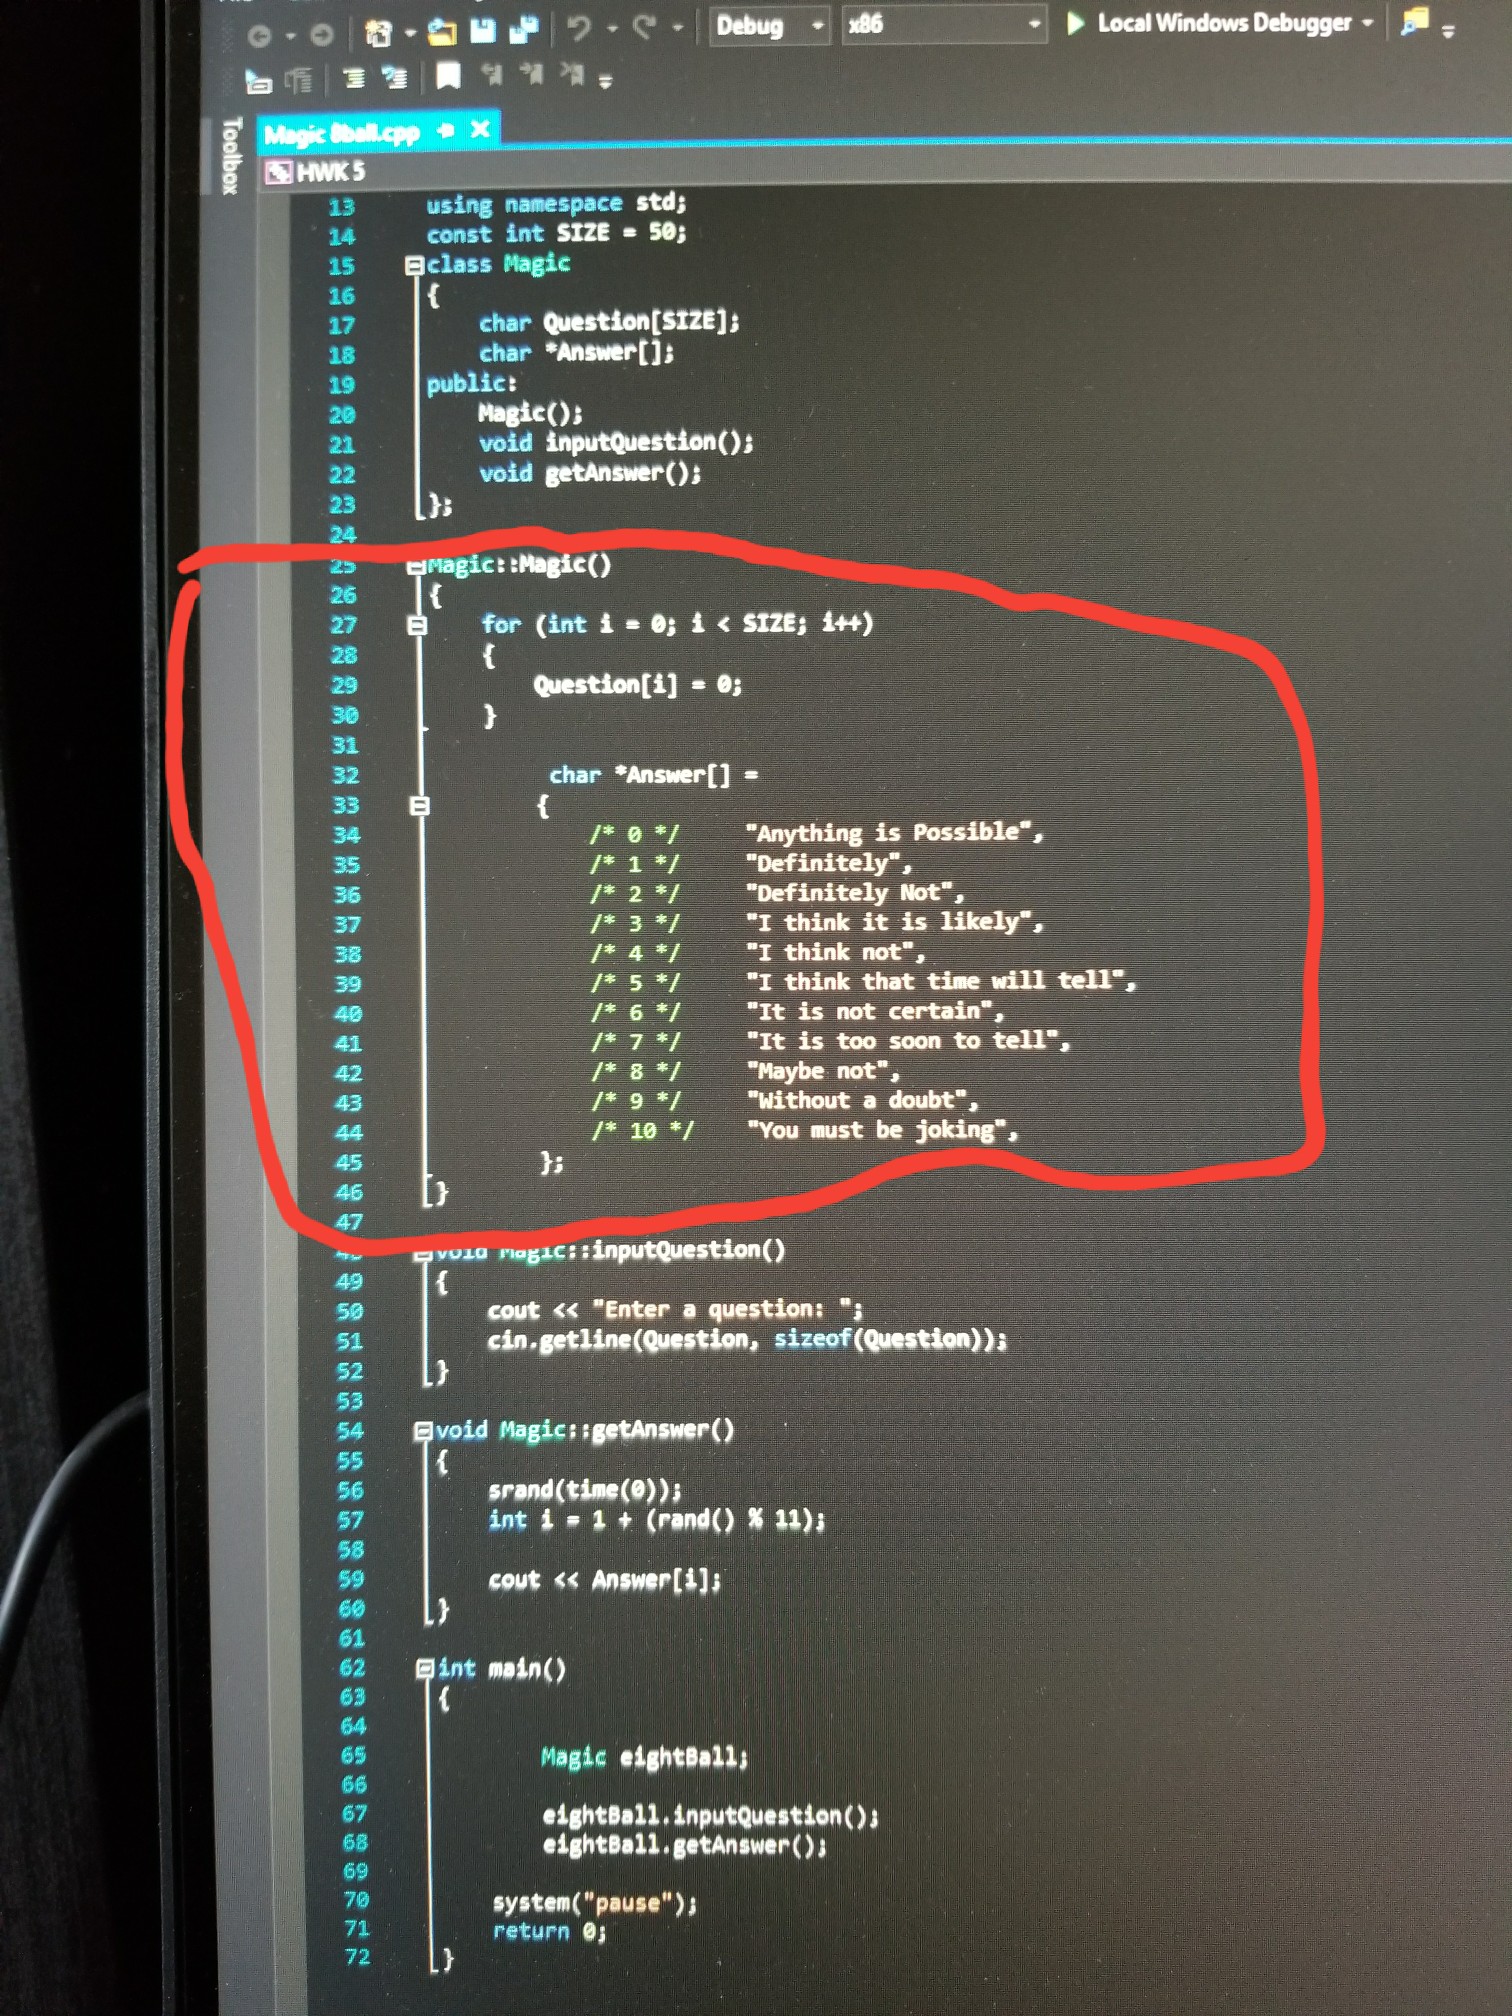 Debug x86 Local Windows Debugger
Toolbox
Magic 8ball.cpp
HWK 5
13 using namespace std;
14 const int SIZE = 50;
15 class Magic
16 {
17 char Question[SIZE];
18 char *Answer[];
19 public:
20 Magic();
21 void inputQuestion();
22 void getAnswer();
23 };
24
25 Magic::Magic()
26 {
27 for (int i = 0; i < SIZE; i++)
28 {
29 Question[i] = 0;
30 }
31
32 char *Answer[] =
33 {
34 /* 0 */ "Anything is Possible",
35 /* 1 */ "Definitely",
36 /* 2 */ "Definitely Not",
37 /* 3 */ "I think it is likely",
38 /* 4 */ "I think not",
39 /* 5 */ "I think that time will tell",
40 /* 6 */ "It is not certain",
41 /* 7 */ "It is too soon to tell",
42 /* 8 */ "Maybe not",
43 /* 9 */ "Without a doubt",
44 /* 10 */ "You must be joking",
45 };
46 }
47
48 void Magic::inputQuestion()
49 {
50 cout << "Enter a question: ";
51 cin.getline(Question, sizeof(Question));
52 }
53
54 void Magic::getAnswer()
55 {
56 srand(time(0));
57 int i = 1 + (rand() % 11);
58
59 cout << Answer[i];
60 }
61
62 int main()
63 {
64
65 Magic eightBall;
66
67 eightBall.inputQuestion();
68 eightBall.getAnswer();
69
70 system("pause");
71 return 0;
72 }